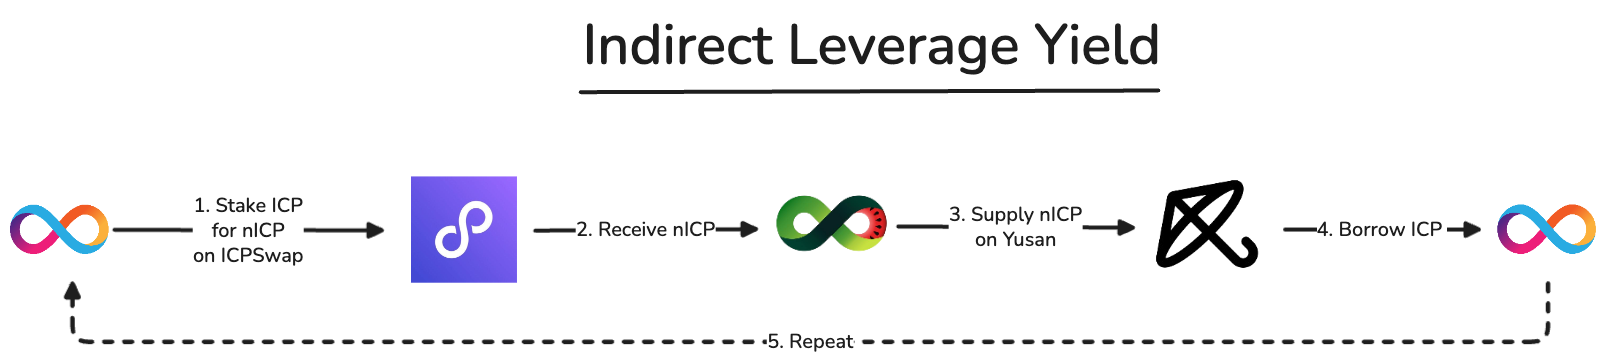 Indirect Leverage Yield
1. Stake ICP
for nICP
on ICPSwap
2. Receive nICP
3. Supply nICP
on Yusan
4. Borrow ICP
5. Repeat